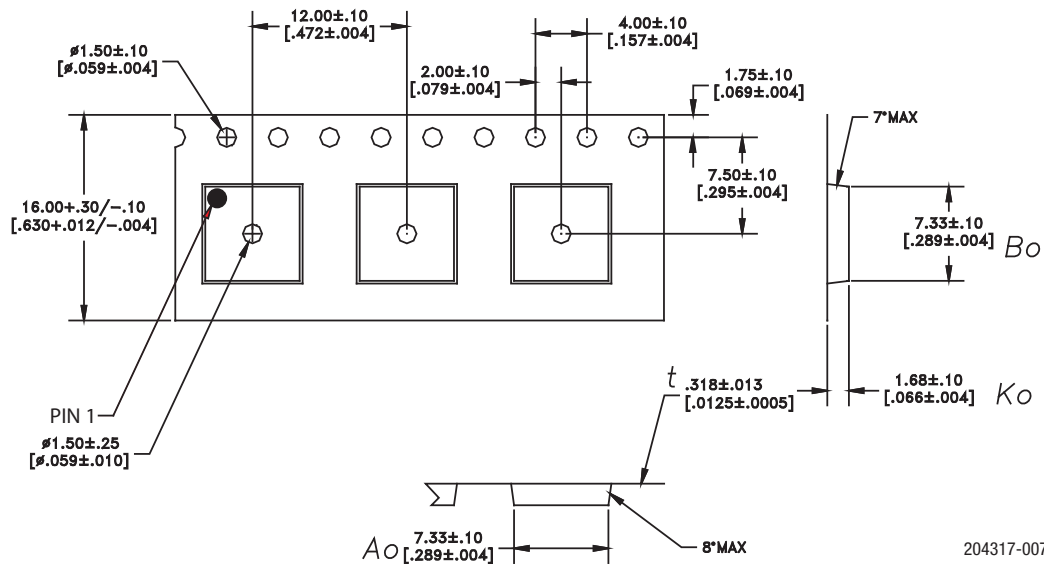 12.00±.10
[.472±.004]
4.00±.10
[.157±.004]
ø1.50±.10
[ø.059±.004]
2.00±.10
[.079±.004]
1.75±.10
[.069±.004]
7°MAX
7.50±.10
[.295±.004]
16.00+.30/-.10
[.630+.012/-.004]
7.33±.10
[.289±.004]
Bo
t
.318±.013
[.0125±.0005]
1.68±.10
[.066±.004]
Ko
PIN 1
ø1.50±.25
[ø.059±.010]
Ao
7.33±.10
[.289±.004]
8°MAX
204317-007